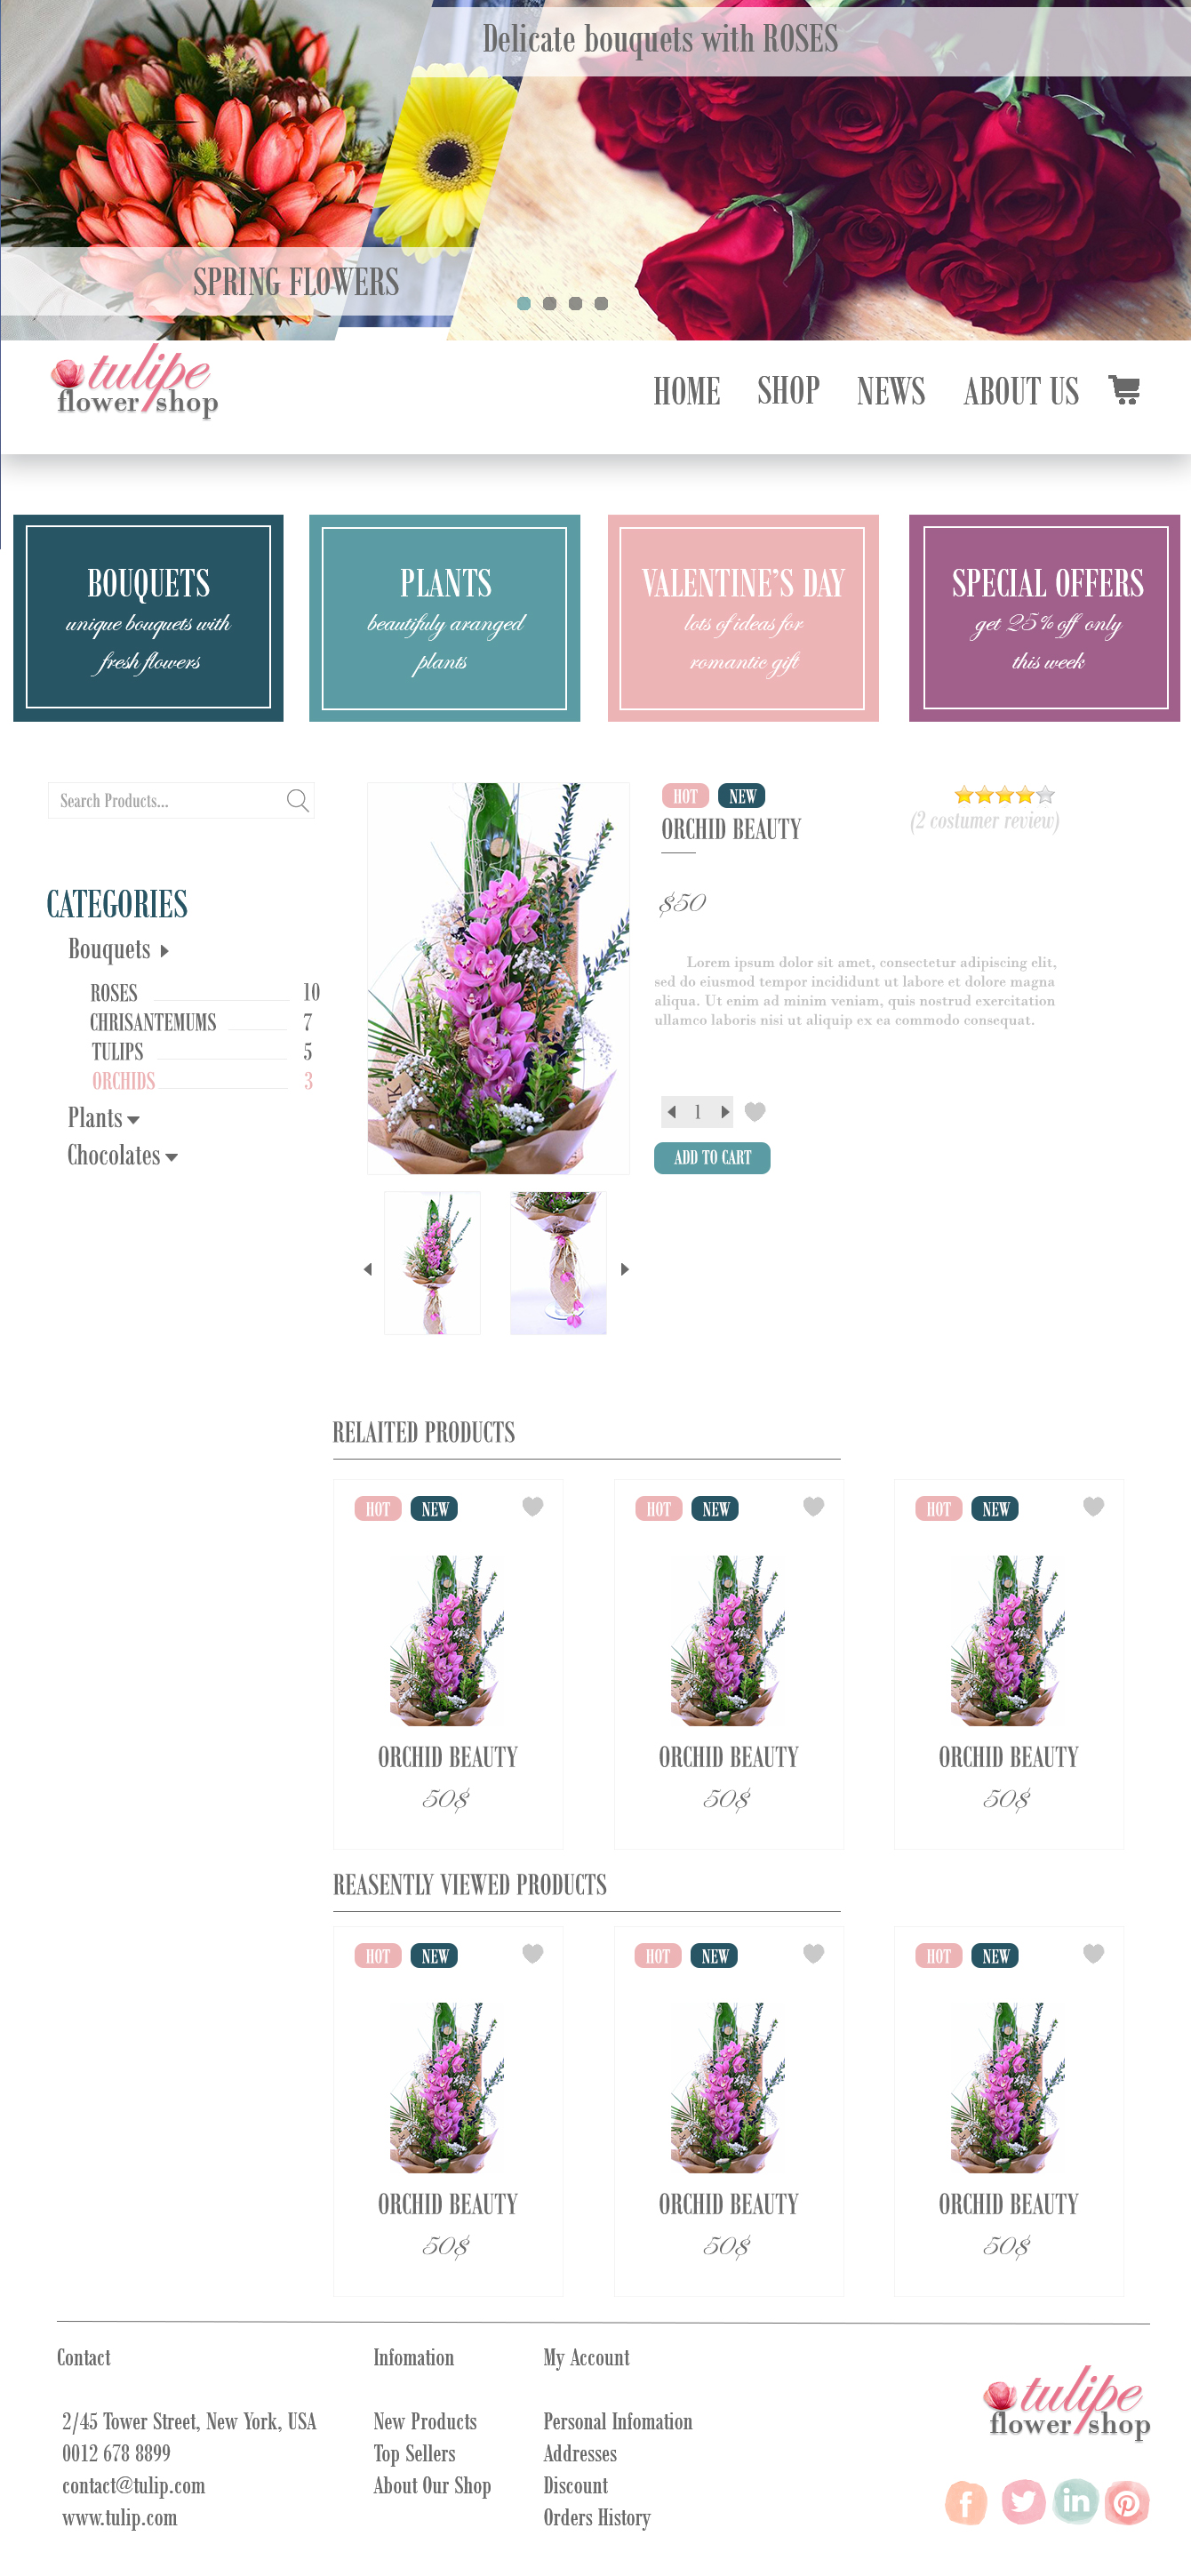 Delicate bouquets with ROSES
SPRING FLOWERS
tulipe
flower shop
HOME SHOP NEWS ABOUT US
BOUQUETS
unique bouquets with
fresh flowers
PLANTS
beautifuly aranged
plants
VALENTINE'S DAY
lots of ideas for
romantic gift
SPECIAL OFFERS
get 25% off only
this week
Search Products...
CATEGORIES
Bouquets
ROSES 10
CHRISANTEMUMS 7
TULIPS 5
ORCHIDS 3
Plants
Chocolates
HOT NEW
ORCHID BEAUTY
(2 costumer review)
$50
Lorem ipsum dolor sit amet, consectetur adipiscing elit,
sed do eiusmod tempor incididunt ut labore et dolore magna
aliqua. Ut enim ad minim veniam, quis nostrud exercitation
ullamco laboris nisi ut aliquip ex ea commodo consequat.
1
ADD TO CART
RELAITED PRODUCTS
HOT NEW HOT NEW HOT NEW
ORCHID BEAUTY ORCHID BEAUTY ORCHID BEAUTY
50$ 50$ 50$
REASENTLY VIEWED PRODUCTS
HOT NEW HOT NEW HOT NEW
ORCHID BEAUTY ORCHID BEAUTY ORCHID BEAUTY
50$ 50$ 50$
Contact
2/45 Tower Street, New York, USA
0012 678 8899
contact@tulip.com
www.tulip.com
Infomation
New Products
Top Sellers
About Our Shop
My Account
Personal Infomation
Addresses
Discount
Orders History
tulipe
flower shop